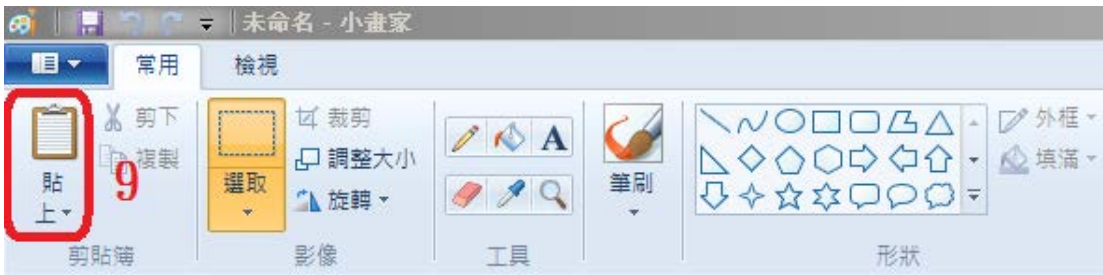 未命名 - 小畫家
常用 檢視
剪下 裁剪 外框
複製 調整大小 填滿
9
貼上 選取 旋轉 筆刷
剪貼簿 影像 工具 形狀